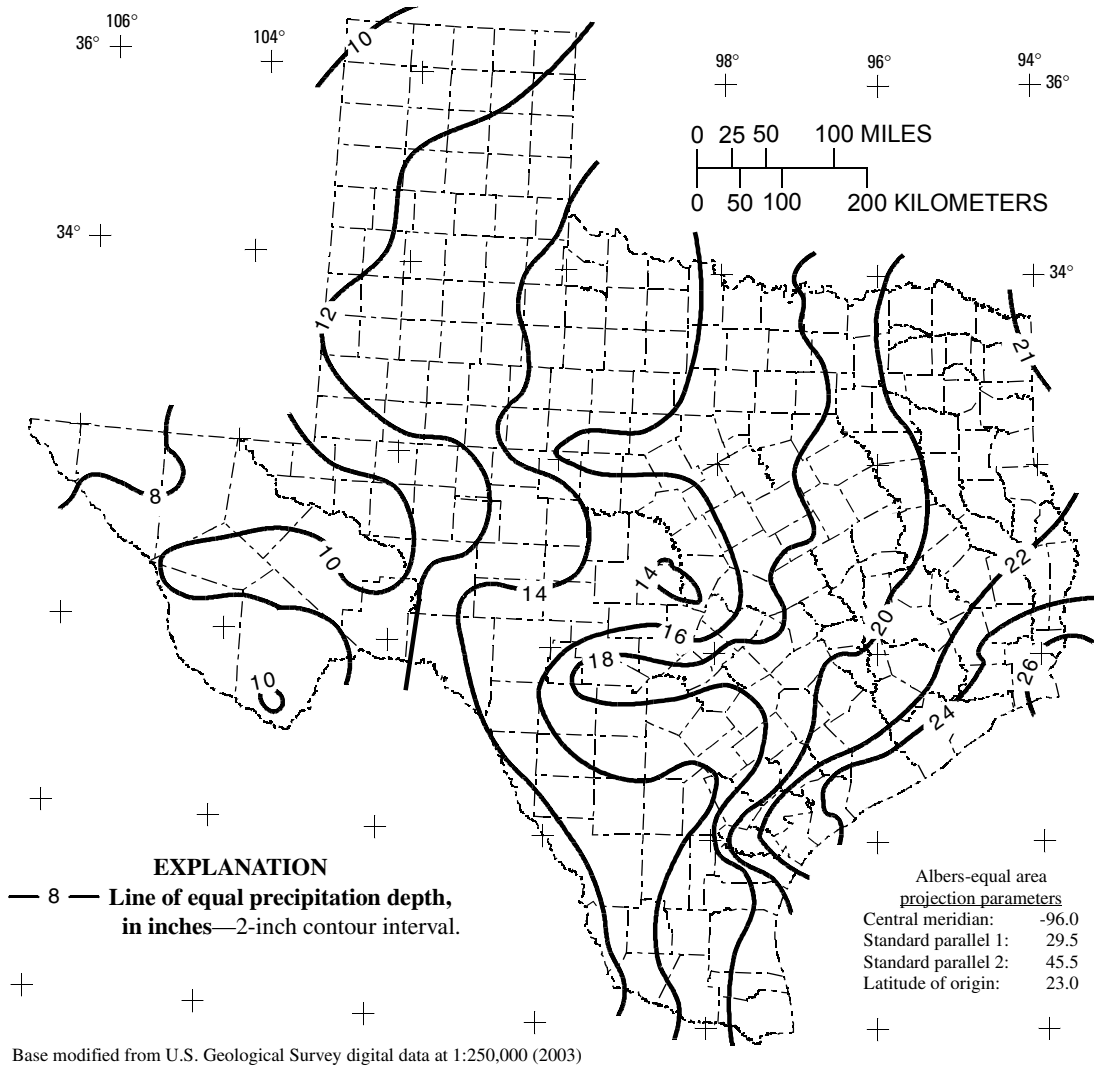 106°
36°
104°
98°
96°
94°
36°
0 25 50 100 MILES
0 50 100 200 KILOMETERS
34°
34°
10
12
21
8
10
14
14
16
18
20
22
10
26
24
EXPLANATION
8 Line of equal precipitation depth,
in inches—2-inch contour interval.
Albers-equal area
projection parameters
Central meridian: -96.0
Standard parallel 1: 29.5
Standard parallel 2: 45.5
Latitude of origin: 23.0
Base modified from U.S. Geological Survey digital data at 1:250,000 (2003)